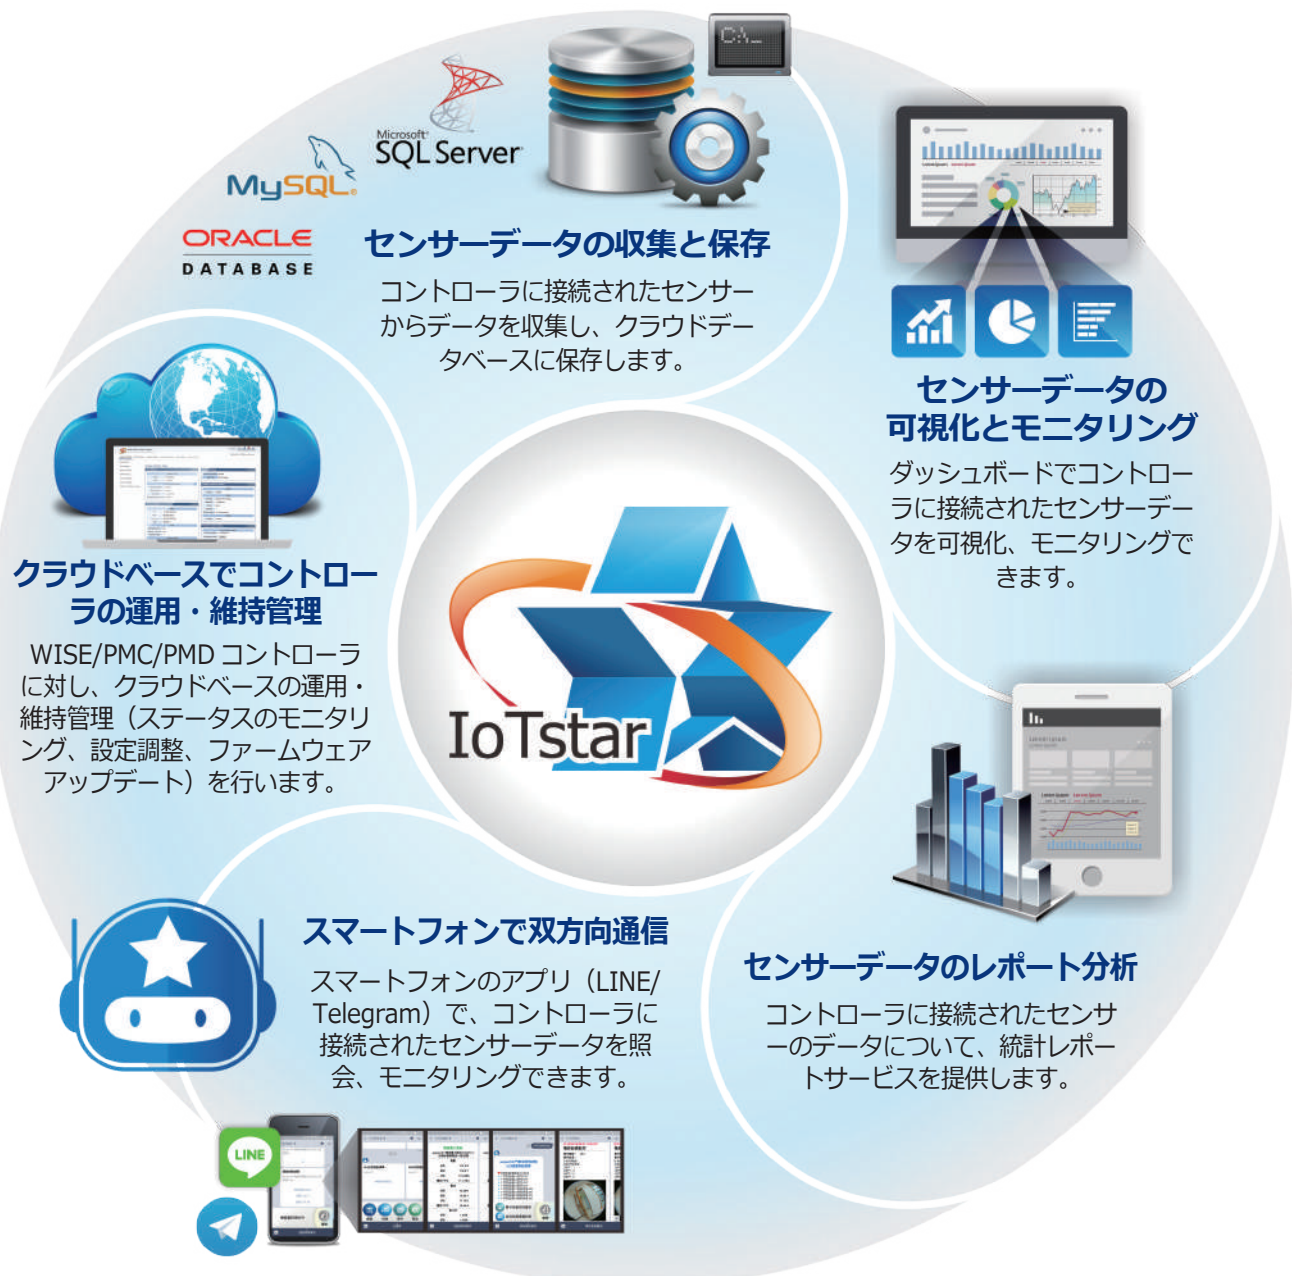 C:\_
Microsoft
SQL Server
MySQL
ORACLE
DATABASE
センサーデータの収集と保存
コントローラに接続されたセンサー
からデータを収集し、クラウドデー
タベースに保存します。
Lorem ipsum Lorem ipsum
センサーデータの
可視化とモニタリング
ダッシュボードでコントロー
ラに接続されたセンサーデー
タを可視化、モニタリングで
きます。
クラウドベースでコントロー
ラの運用・維持管理
WISE/PMC/PMD コントローラ
に対し、クラウドベースの運用・
維持管理（ステータスのモニタリ
ング、設定調整、ファームウェア
アップデート）を行います。
IoTstar
Lorem ipsum
Lorem ipsum Lorem ipsum
センサーデータのレポート分析
コントローラに接続されたセンサ
ーのデータについて、統計レポー
トサービスを提供します。
スマートフォンで双方向通信
スマートフォンのアプリ（LINE/
Telegram）で、コントローラに
接続されたセンサーデータを照
会、モニタリングできます。
LINE